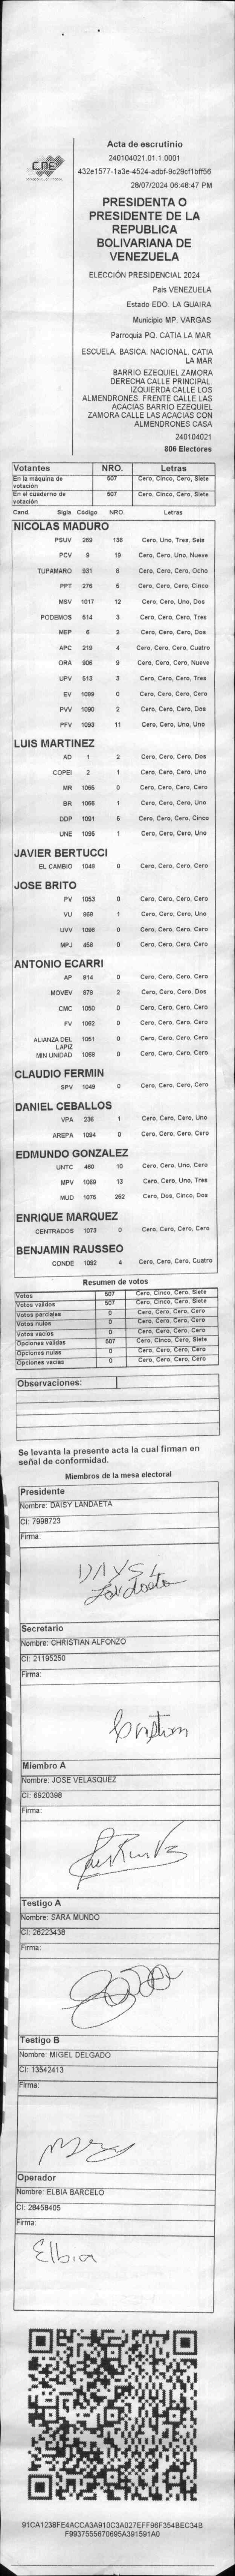 CNE
Acta de escrutinio
240104021.01.1.0001
432e1577-1a3e-4524-adbf-9c29cf1bff56
28/07/2024 06:48:47 PM
PRESIDENTA O
PRESIDENTE DE LA
REPUBLICA
BOLIVARIANA DE
VENEZUELA
ELECCIÓN PRESIDENCIAL 2024
Pais VENEZUELA
Estado EDO. LA GUAIRA
Municipio MP. VARGAS
Parroquia PQ. CATIA LA MAR
ESCUELA. BASICA. NACIONAL. CATIA
LA MAR
BARRIO EZEQUIEL ZAMORA
DERECHA CALLE PRINCIPAL.
IZQUIERDA CALLE LOS
ALMENDRONES. FRENTE CALLE LAS
ACACIAS BARRIO EZEQUIEL
ZAMORA CALLE LAS ACACIAS CON
ALMENDRONES CASA
240104021
806 Electores
Votantes NRO. Letras
En la máquina de votación 507 Cero, Cinco, Cero, Siete
En el cuaderno de votación 507 Cero, Cinco, Cero, Siete
Cand. Sigla Código NRO. Letras
NICOLAS MADURO
PSUV 269 136 Cero, Uno, Tres, Seis
PCV 9 19 Cero, Cero, Uno, Nueve
TUPAMARO 931 8 Cero, Cero, Cero, Ocho
PPT 276 5 Cero, Cero, Cero, Cinco
MSV 1017 12 Cero, Cero, Uno, Dos
PODEMOS 514 3 Cero, Cero, Cero, Tres
MEP 6 2 Cero, Cero, Cero, Dos
APC 219 4 Cero, Cero, Cero, Cuatro
ORA 906 9 Cero, Cero, Cero, Nueve
UPV 513 3 Cero, Cero, Cero, Tres
EV 1089 0 Cero, Cero, Cero, Cero
PVV 1090 2 Cero, Cero, Cero, Dos
PFV 1093 11 Cero, Cero, Uno, Uno
LUIS MARTINEZ
AD 1 2 Cero, Cero, Cero, Dos
COPEI 2 1 Cero, Cero, Cero, Uno
MR 1065 0 Cero, Cero, Cero, Cero
BR 1066 1 Cero, Cero, Cero, Uno
DDP 1091 5 Cero, Cero, Cero, Cinco
UNE 1095 1 Cero, Cero, Cero, Uno
JAVIER BERTUCCI
EL CAMBIO 1048 0 Cero, Cero, Cero, Cero
JOSE BRITO
PV 1053 0 Cero, Cero, Cero, Cero
VU 868 1 Cero, Cero, Cero, Uno
UVV 1096 0 Cero, Cero, Cero, Cero
MPJ 458 0 Cero, Cero, Cero, Cero
ANTONIO ECARRI
AP 814 0 Cero, Cero, Cero, Cero
MOVEV 979 2 Cero, Cero, Cero, Dos
CMC 1050 0 Cero, Cero, Cero, Cero
FV 1062 0 Cero, Cero, Cero, Cero
ALIANZA DEL LAPIZ 1051 0 Cero, Cero, Cero, Cero
MIN UNIDAD 1068 0 Cero, Cero, Cero, Cero
CLAUDIO FERMIN
SPV 1049 0 Cero, Cero, Cero, Cero
DANIEL CEBALLOS
VPA 236 1 Cero, Cero, Cero, Uno
AREPA 1094 0 Cero, Cero, Cero, Cero
EDMUNDO GONZALEZ
UNTC 460 10 Cero, Cero, Uno, Cero
MPV 1069 13 Cero, Cero, Uno, Tres
MUD 1075 252 Cero, Dos, Cinco, Dos
ENRIQUE MARQUEZ
CENTRADOS 1073 0 Cero, Cero, Cero, Cero
BENJAMIN RAUSSEO
CONDE 1092 4 Cero, Cero, Cero, Cuatro
Resumen de votos
Votos 507 Cero, Cinco, Cero, Siete
Votos validos 507 Cero, Cinco, Cero, Siete
Votos parciales 0 Cero, Cero, Cero, Cero
Votos nulos 0 Cero, Cero, Cero, Cero
Votos vacios 0 Cero, Cero, Cero, Cero
Opciones validas 507 Cero, Cinco, Cero, Siete
Opciones nulas 0 Cero, Cero, Cero, Cero
Opciones vacias 0 Cero, Cero, Cero, Cero
Observaciones:
Se levanta la presente acta la cual firman en
señal de conformidad.
Miembros de la mesa electoral
Presidente
Nombre: DAISY LANDAETA
CI: 7998723
Firma:
Secretario
Nombre: CHRISTIAN ALFONZO
CI: 21195250
Firma:
Miembro A
Nombre: JOSE VELASQUEZ
CI: 6920398
Firma:
Testigo A
Nombre: SARA MUNDO
CI: 26223438
Firma:
Testigo B
Nombre: MIGEL DELGADO
CI: 13542413
Firma:
Operador
Nombre: ELBIA BARCELO
CI: 28458405
Firma:
Elbia
91CA1238FE4ACCA3A910C3A027EFF96F354BEC34B
F9937555670695A391591A0